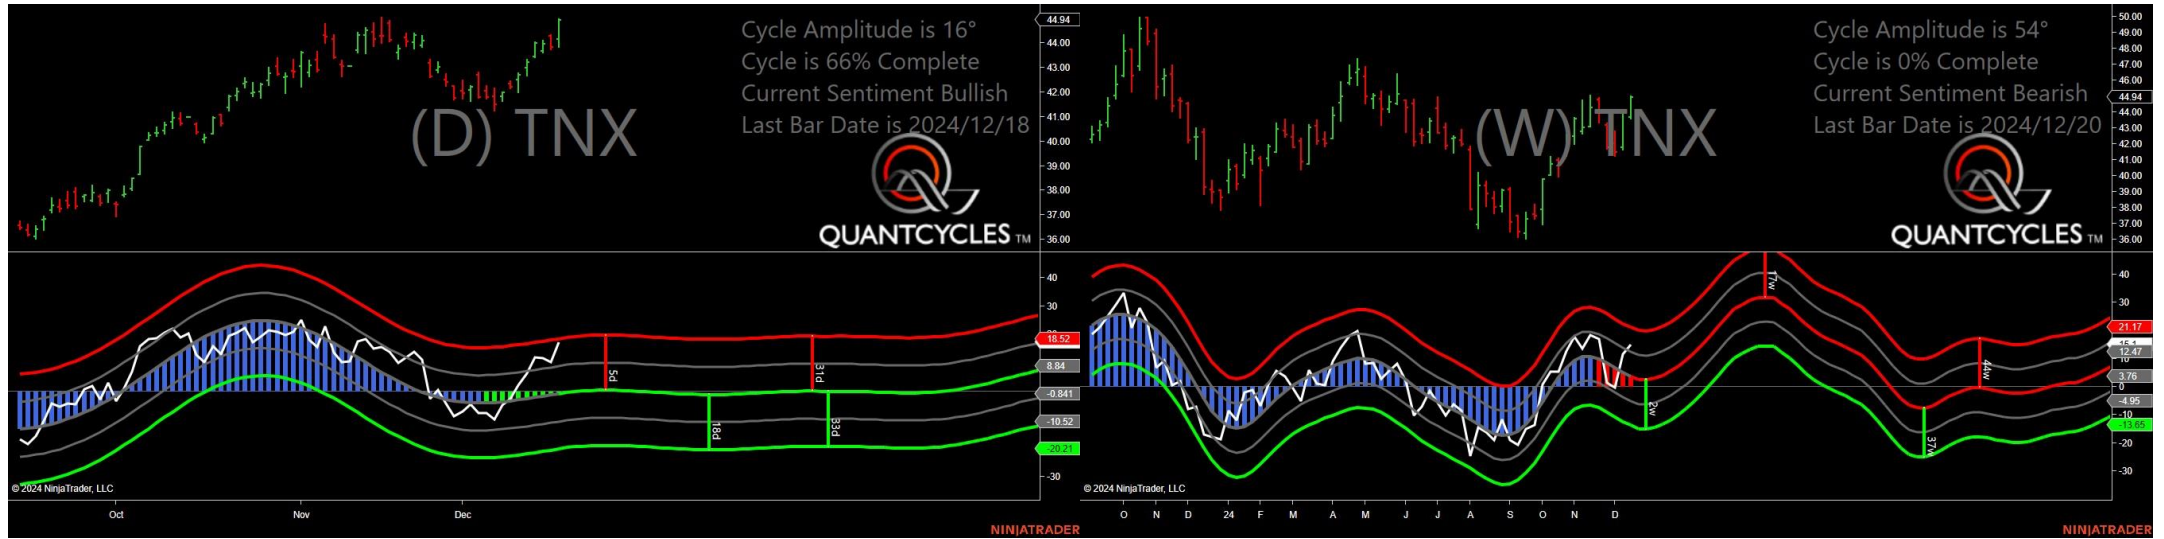 Cycle Amplitude is 16°
Cycle is 66% Complete
Current Sentiment Bullish
Last Bar Date is 2024/12/18
(D) TNX
QUANTCYCLES TM
44.94
44.00
43.00
42.00
41.00
40.00
39.00
38.00
37.00
36.00
40
30
18.52
8.84
-0.841
-10.52
-20.21
-30
5d
18d
31d
33d
© 2024 NinjaTrader, LLC
Oct
Nov
Dec
NINJATRADER
Cycle Amplitude is 54°
Cycle is 0% Complete
Current Sentiment Bearish
Last Bar Date is 2024/12/20
(W) TNX
QUANTCYCLES TM
50.00
49.00
48.00
47.00
46.00
44.94
44.00
43.00
42.00
41.00
40.00
39.00
38.00
37.00
36.00
40
30
21.17
12.47
3.76
0
-4.95
-10
-13.65
-20
-30
2w
17w
37w
44w
© 2024 NinjaTrader, LLC
O N D 24 F M A M J J A S O N D
NINJATRADER